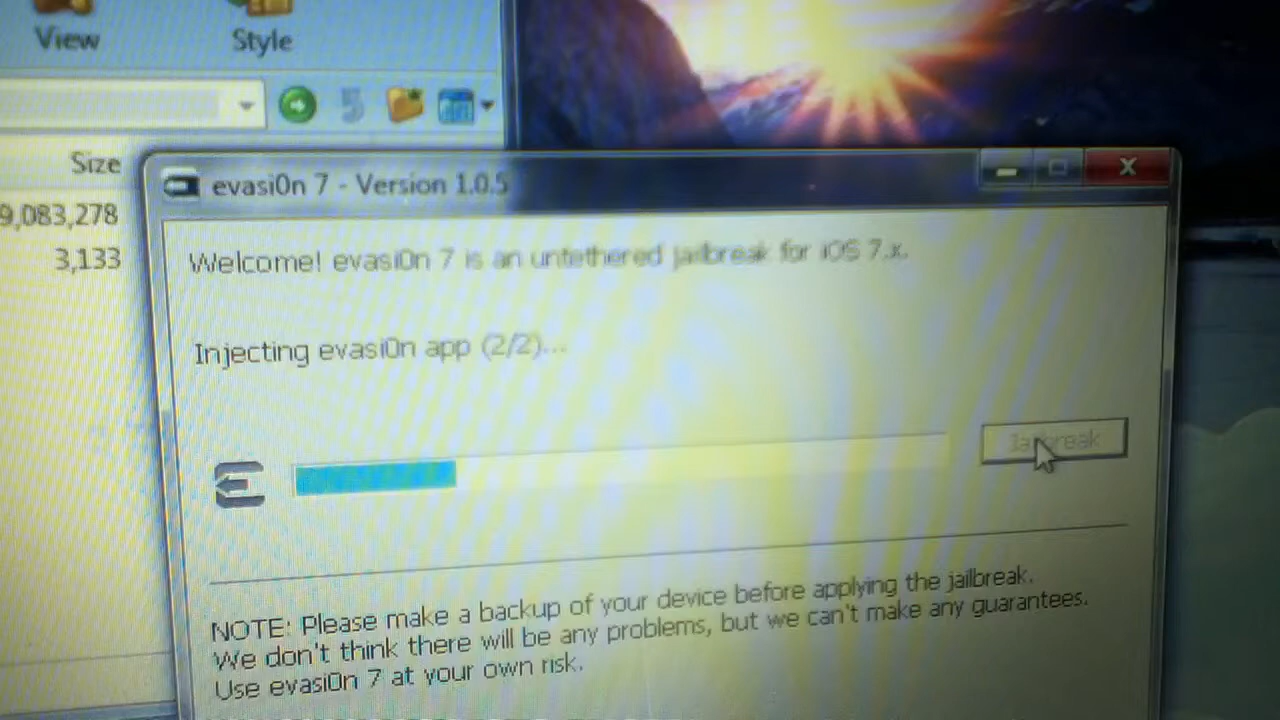 View
Style
Size
9,083,278
3,133
evasi0n 7 - Version 1.0.5
Welcome! evasi0n 7 is an untethered jailbreak for iOS 7.x.
Injecting evasi0n app (2/2)...
Jailbreak
NOTE: Please make a backup of your device before applying the jailbreak.
We don't think there will be any problems, but we can't make any guarantees.
Use evasi0n 7 at your own risk.